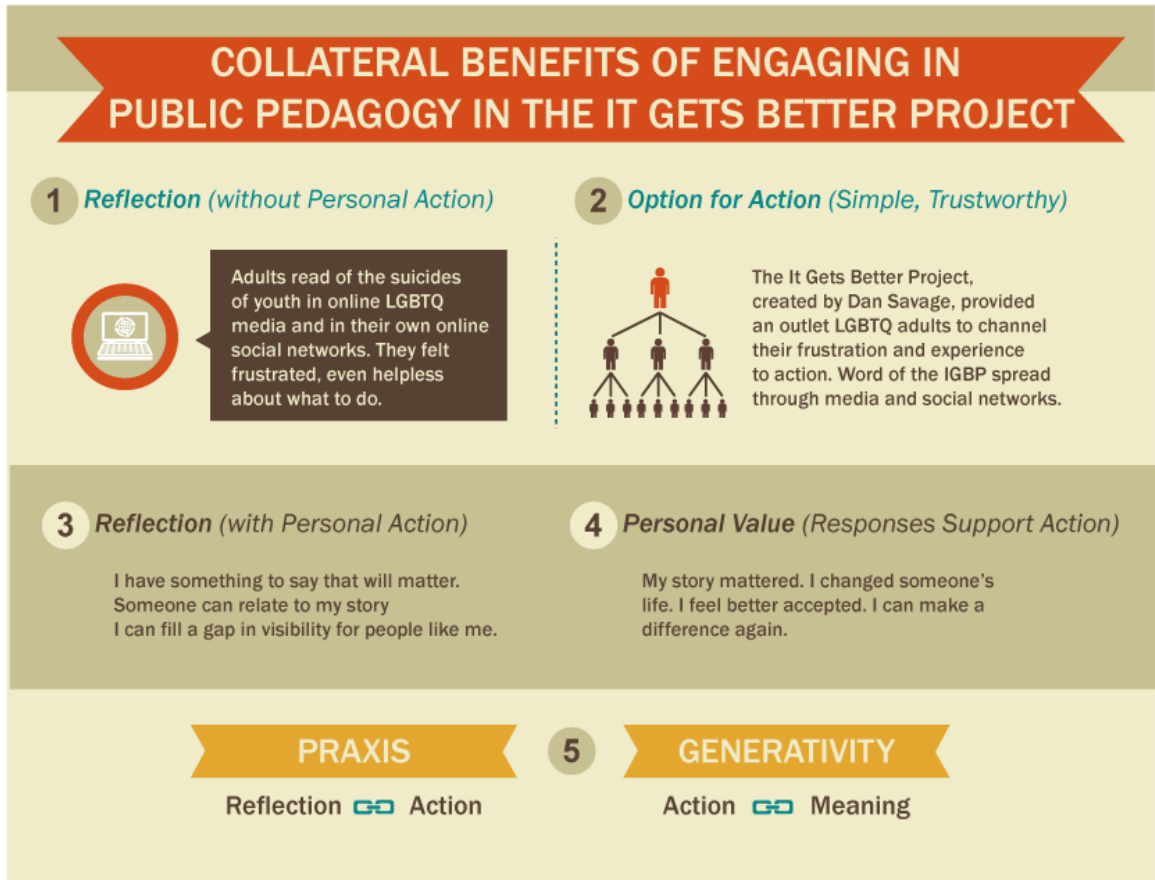 COLLATERAL BENEFITS OF ENGAGING IN
PUBLIC PEDAGOGY IN THE IT GETS BETTER PROJECT
1 Reflection (without Personal Action)
Adults read of the suicides
of youth in online LGBTQ
media and in their own online
social networks. They felt
frustrated, even helpless
about what to do.
2 Option for Action (Simple, Trustworthy)
The It Gets Better Project,
created by Dan Savage, provided
an outlet LGBTQ adults to channel
their frustration and experience
to action. Word of the IGBP spread
through media and social networks.
3 Reflection (with Personal Action)
I have something to say that will matter.
Someone can relate to my story
I can fill a gap in visibility for people like me.
4 Personal Value (Responses Support Action)
My story mattered. I changed someone's
life. I feel better accepted. I can make a
difference again.
PRAXIS 5 GENERATIVITY
Reflection Action
Action Meaning